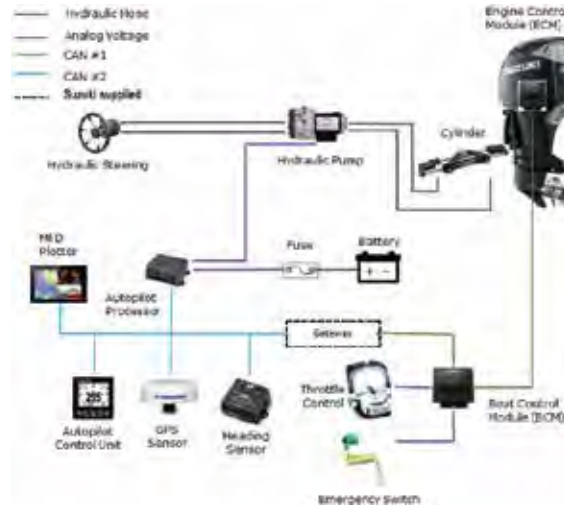 Hydraulic Hose
Analog Voltage
CAN #1
CAN #2
Suzuki supplied
Engine Control
Module (ECM)
Cylinder
Hydraulic Steering
Hydraulic Pump
MFD
Plotter
Fuse
Battery
Autopilot
Processor
Gateway
Throttle
Control
Boat Control
Module (BCM)
Autopilot
Control Unit
GPS
Sensor
Heading
Sensor
Emergency Switch